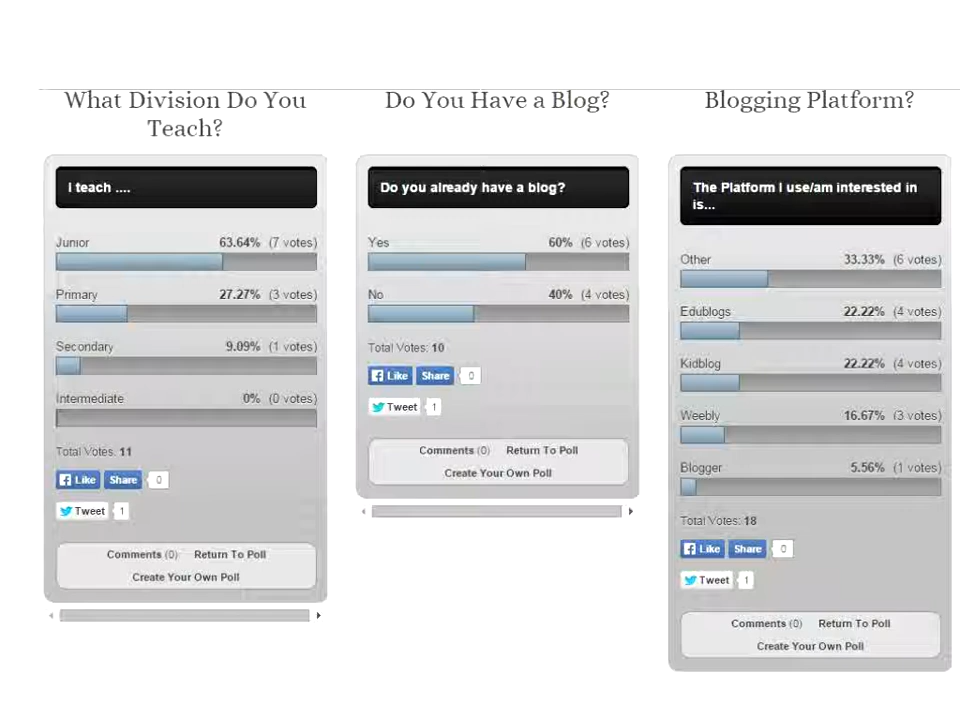 What Division Do You
Teach?
I teach ....
Junior 63.64% (7 votes)
Primary 27.27% (3 votes)
Secondary 9.09% (1 votes)
Intermediate 0% (0 votes)
Total Votes: 11
Like Share 0
Tweet 1
Comments (0) Return To Poll
Create Your Own Poll
Do You Have a Blog?
Do you already have a blog?
Yes 60% (6 votes)
No 40% (4 votes)
Total Votes: 10
Like Share 0
Tweet 1
Comments (0) Return To Poll
Create Your Own Poll
Blogging Platform?
The Platform I use/am interested in
is...
Other 33.33% (6 votes)
Edublogs 22.22% (4 votes)
Kidblog 22.22% (4 votes)
Weebly 16.67% (3 votes)
Blogger 5.56% (1 votes)
Total Votes: 18
Like Share 0
Tweet 1
Comments (0) Return To Poll
Create Your Own Poll